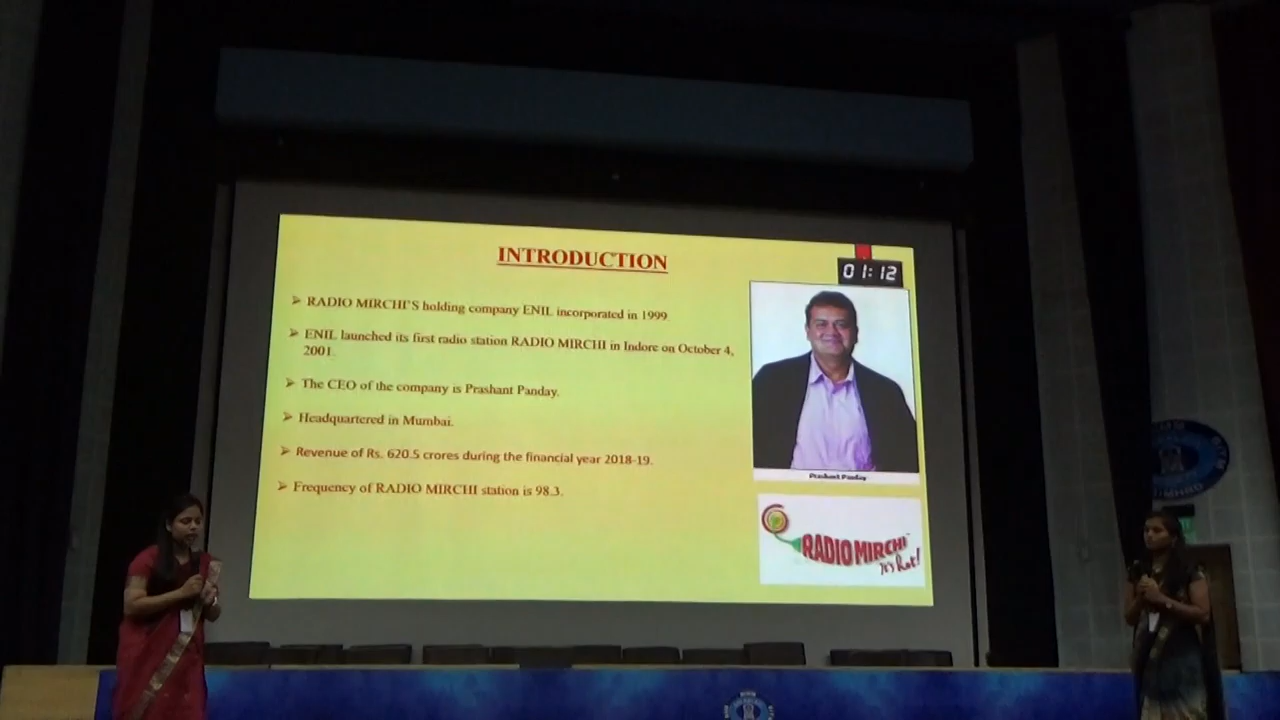 INTRODUCTION
01:12
➢ RADIO MIRCHI'S holding company ENIL incorporated in 1999.
➢ ENIL launched its first radio station RADIO MIRCHI in Indore on October 4,
2001.
➢ The CEO of the company is Prashant Panday.
➢ Headquartered in Mumbai.
➢ Revenue of Rs. 620.5 crores during the financial year 2018-19.
➢ Frequency of RADIO MIRCHI station is 98.3.
Prashant Panday
RADIO MIRCHI
It's hot!